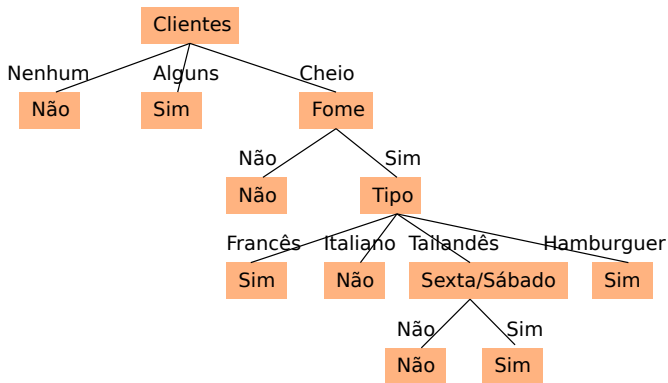 Clientes
Nenhum Alguns Cheio
Não Sim Fome
Não Sim
Não Tipo
Francês Italiano Tailandês Hamburguer
Sim Não Sexta/Sábado Sim
Não Sim
Não Sim